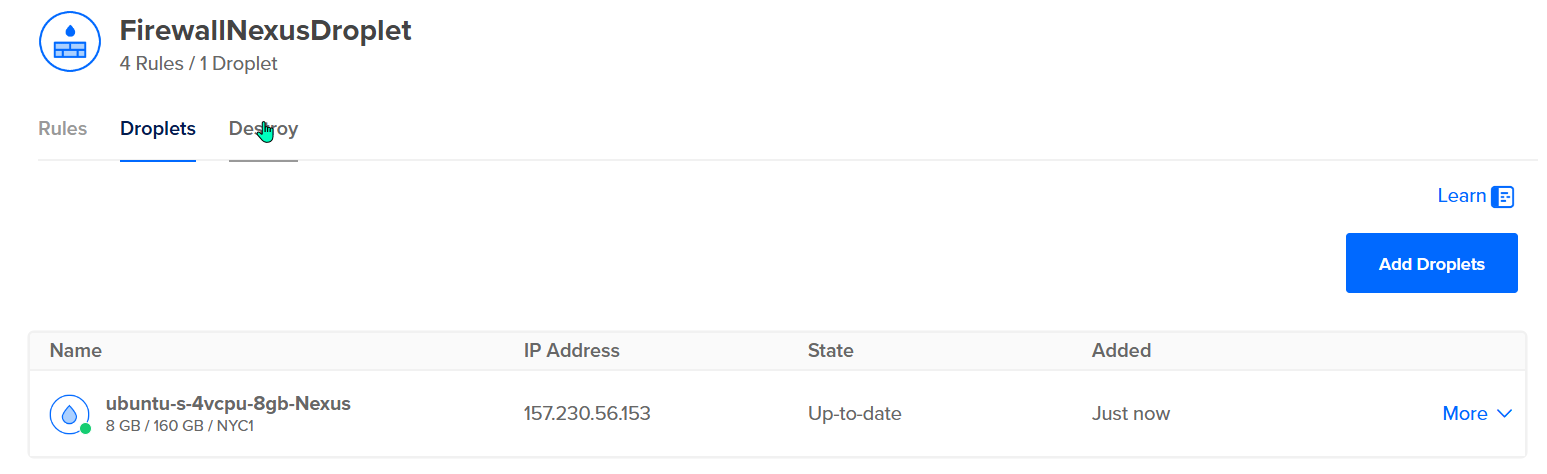 FirewallNexusDroplet
4 Rules / 1 Droplet
Rules Droplets Destroy
Learn
Add Droplets
Name IP Address State Added
ubuntu-s-4vcpu-8gb-Nexus 157.230.56.153 Up-to-date Just now More
8 GB / 160 GB / NYC1